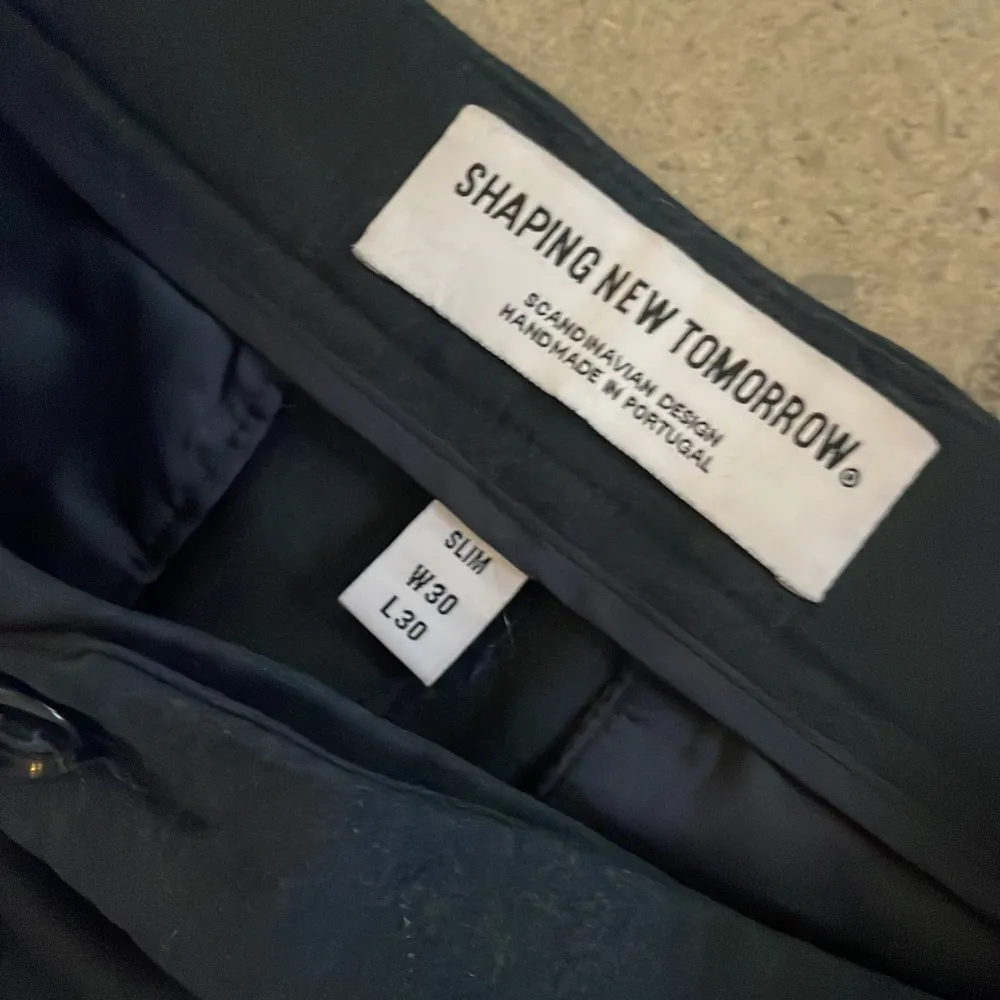 SHAPING NEW TOMORROW®
SCANDINAVIAN DESIGN
HANDMADE IN PORTUGAL
SLIM
W30
L30